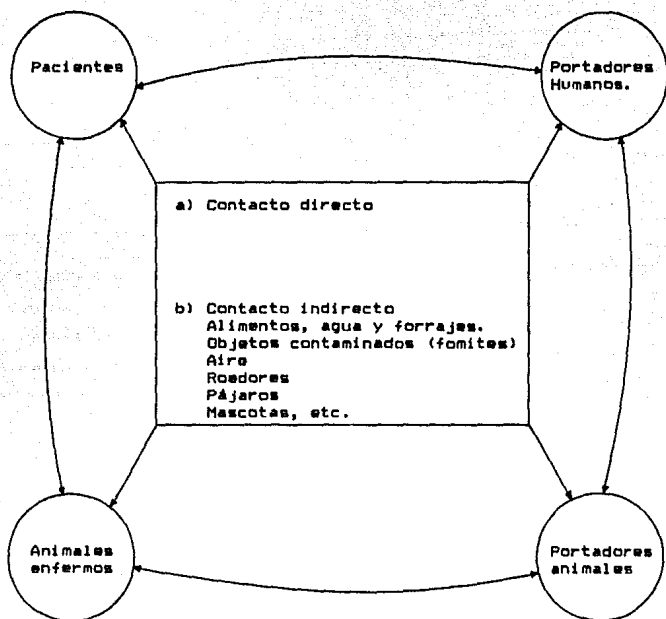 Pacientes
Portadores
Humanos.
a) Contacto directo
b) Contacto indirecto
Alimentos, agua y forrajes.
Objetos contaminados (fomites)
Aire
Roedores
Pájaros
Mascotas, etc.
Animales
enfermos
Portadores
animales